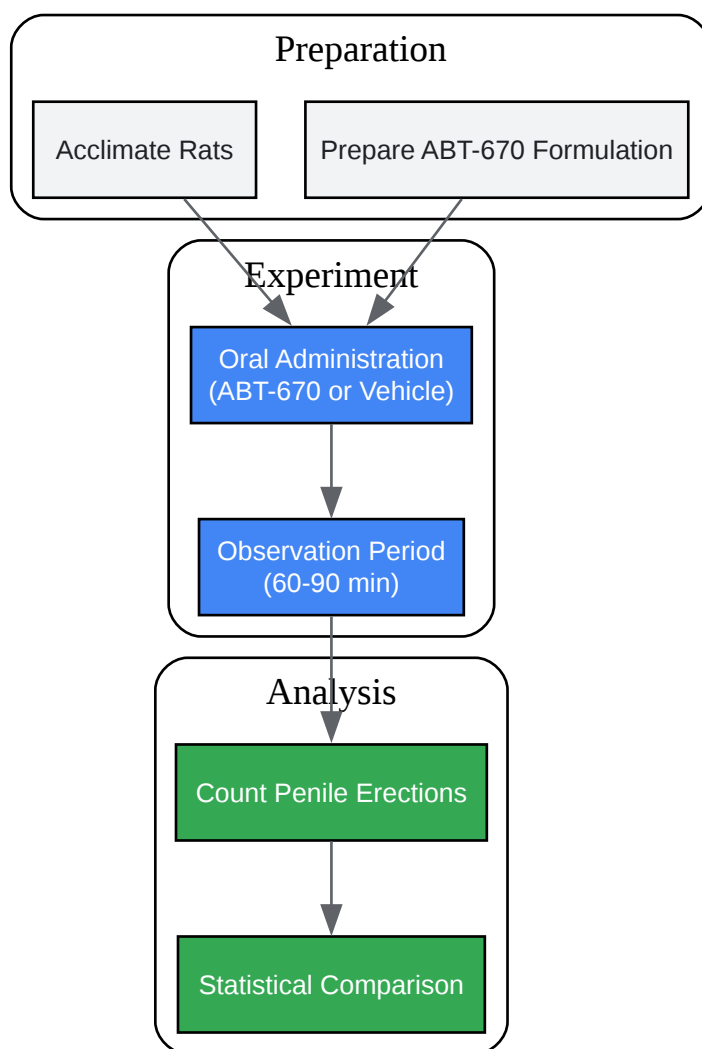 Preparation
Acclimate Rats
Prepare ABT-670 Formulation
Experiment
Oral Administration
(ABT-670 or Vehicle)
Observation Period
(60-90 min)
Analysis
Count Penile Erections
Statistical Comparison